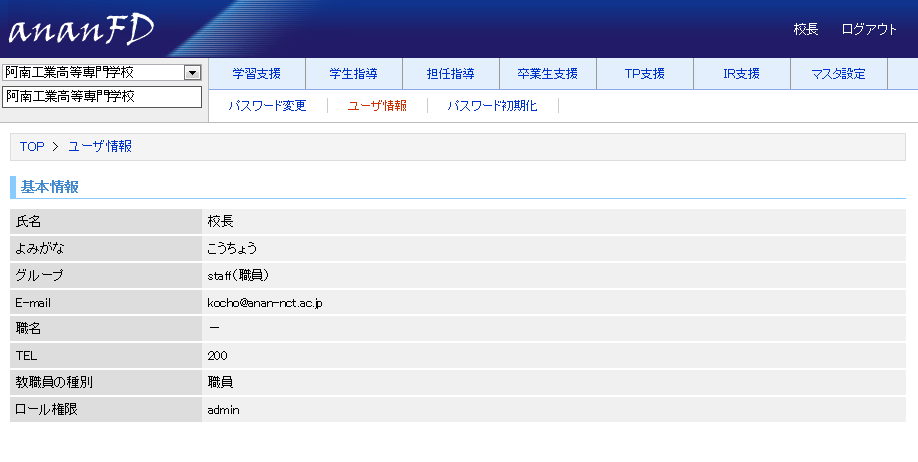 ananFD
校長 ログアウト
阿南工業高等専門学校
阿南工業高等専門学校
学習支援 学生指導 担任指導 卒業生支援 TP支援 IR支援 マスタ設定
パスワード変更 ユーザ情報 パスワード初期化
TOP > ユーザ情報
基本情報
氏名 校長
よみがな こうちょう
グループ staff(職員)
E-mail kocho@anan-nct.ac.jp
職名 －
TEL 200
教職員の種別 職員
ロール権限 admin